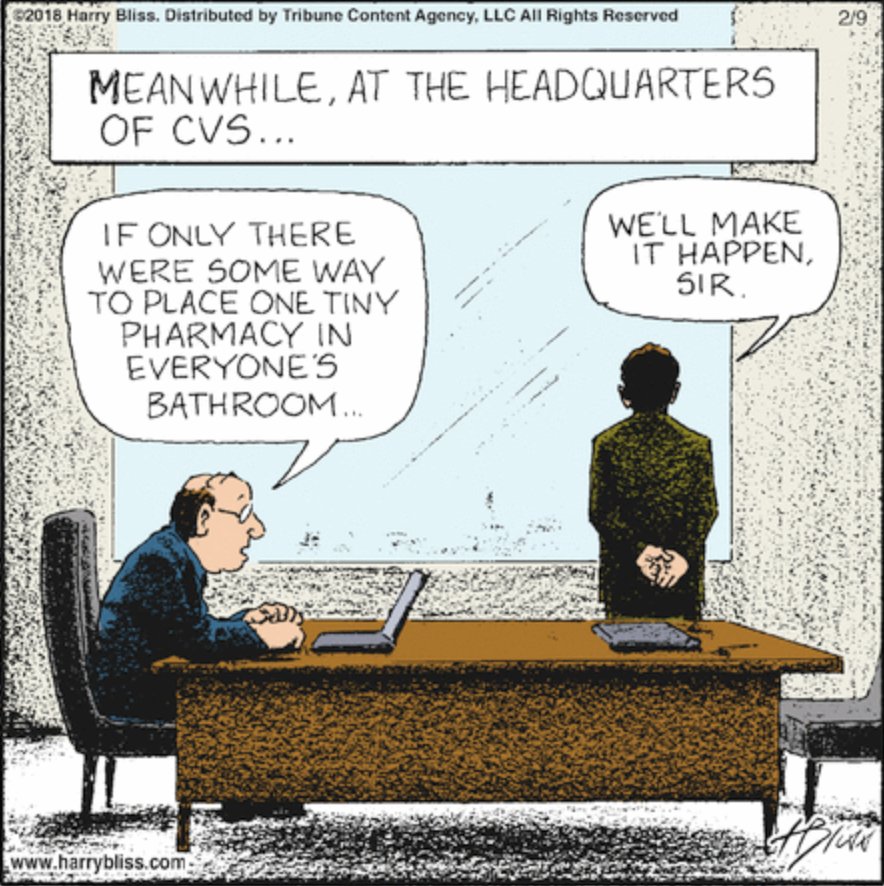 ©2018 Harry Bliss. Distributed by Tribune Content Agency, LLC All Rights Reserved
2/9
MEANWHILE, AT THE HEADQUARTERS
OF CVS...
IF ONLY THERE
WERE SOME WAY
TO PLACE ONE TINY
PHARMACY IN
EVERYONE'S
BATHROOM...
WE'LL MAKE
IT HAPPEN,
SIR.
www.harrybliss.com
HBliss